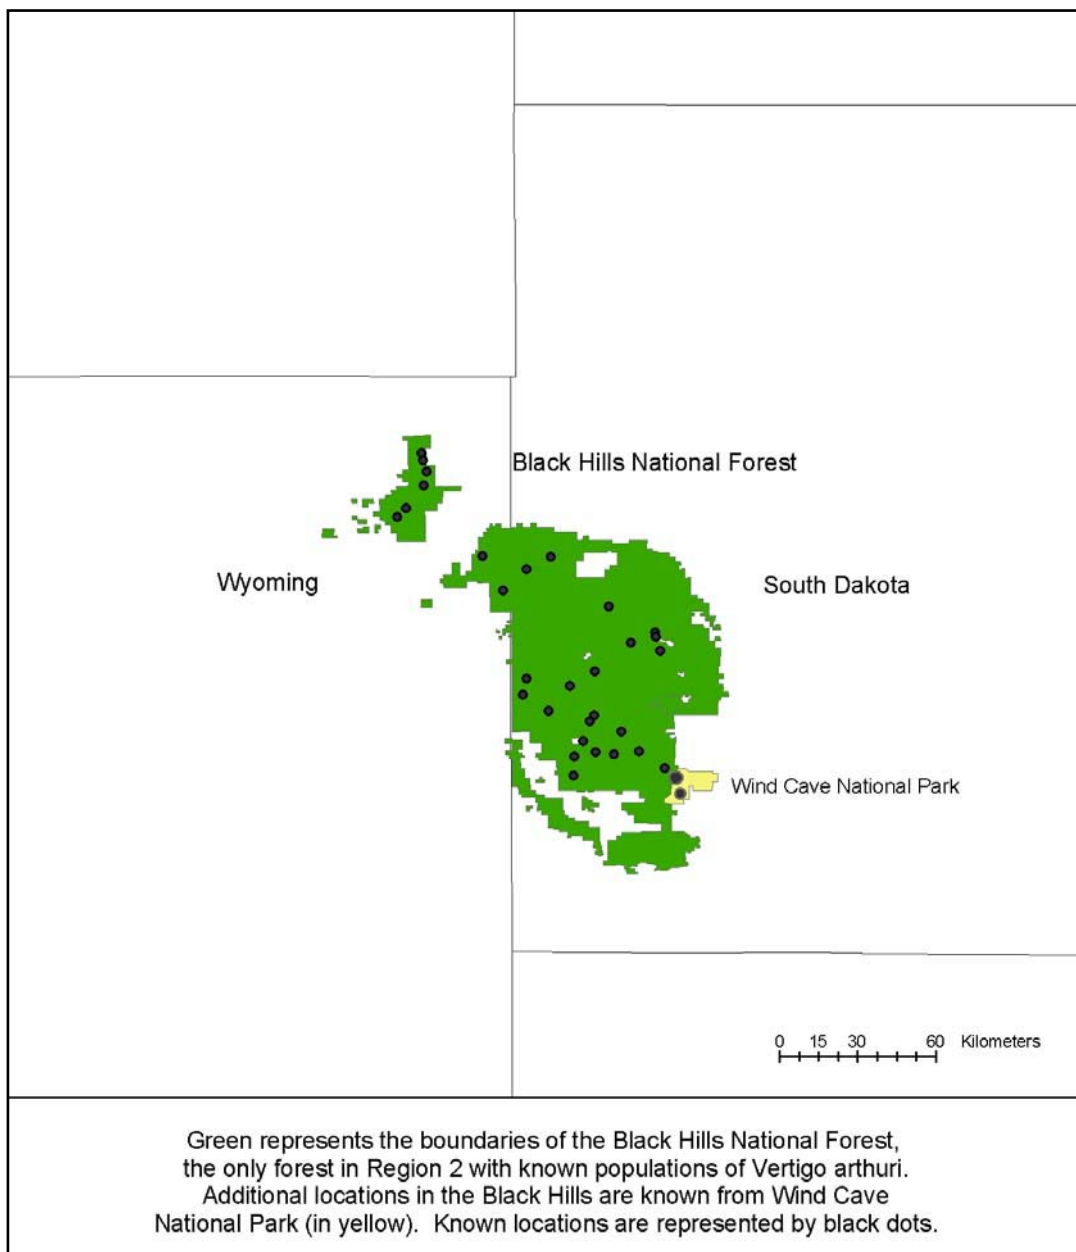 Black Hills National Forest
Wyoming
South Dakota
Wind Cave National Park
0 15 30 60 Kilometers
Green represents the boundaries of the Black Hills National Forest,
the only forest in Region 2 with known populations of Vertigo arthuri.
Additional locations in the Black Hills are known from Wind Cave
National Park (in yellow).  Known locations are represented by black dots.